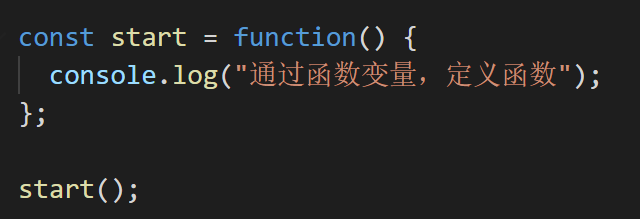 const start = function() {
  console.log("通过函数变量，定义函数");
};
start();